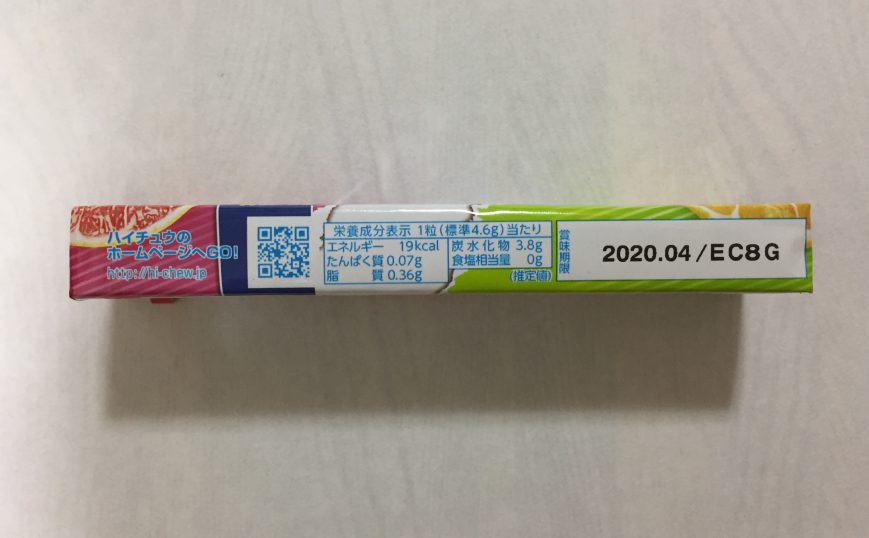 ハイチュウの
ホームページへGO!
http://hi-chew.jp
栄養成分表示 1粒(標準4.6g)当たり
エネルギー 19kcal
たんぱく質 0.07g
脂 質 0.36g
炭水化物 3.8g
食塩相当量 0g
(推定値)
賞味期限
2020.04/EC8G